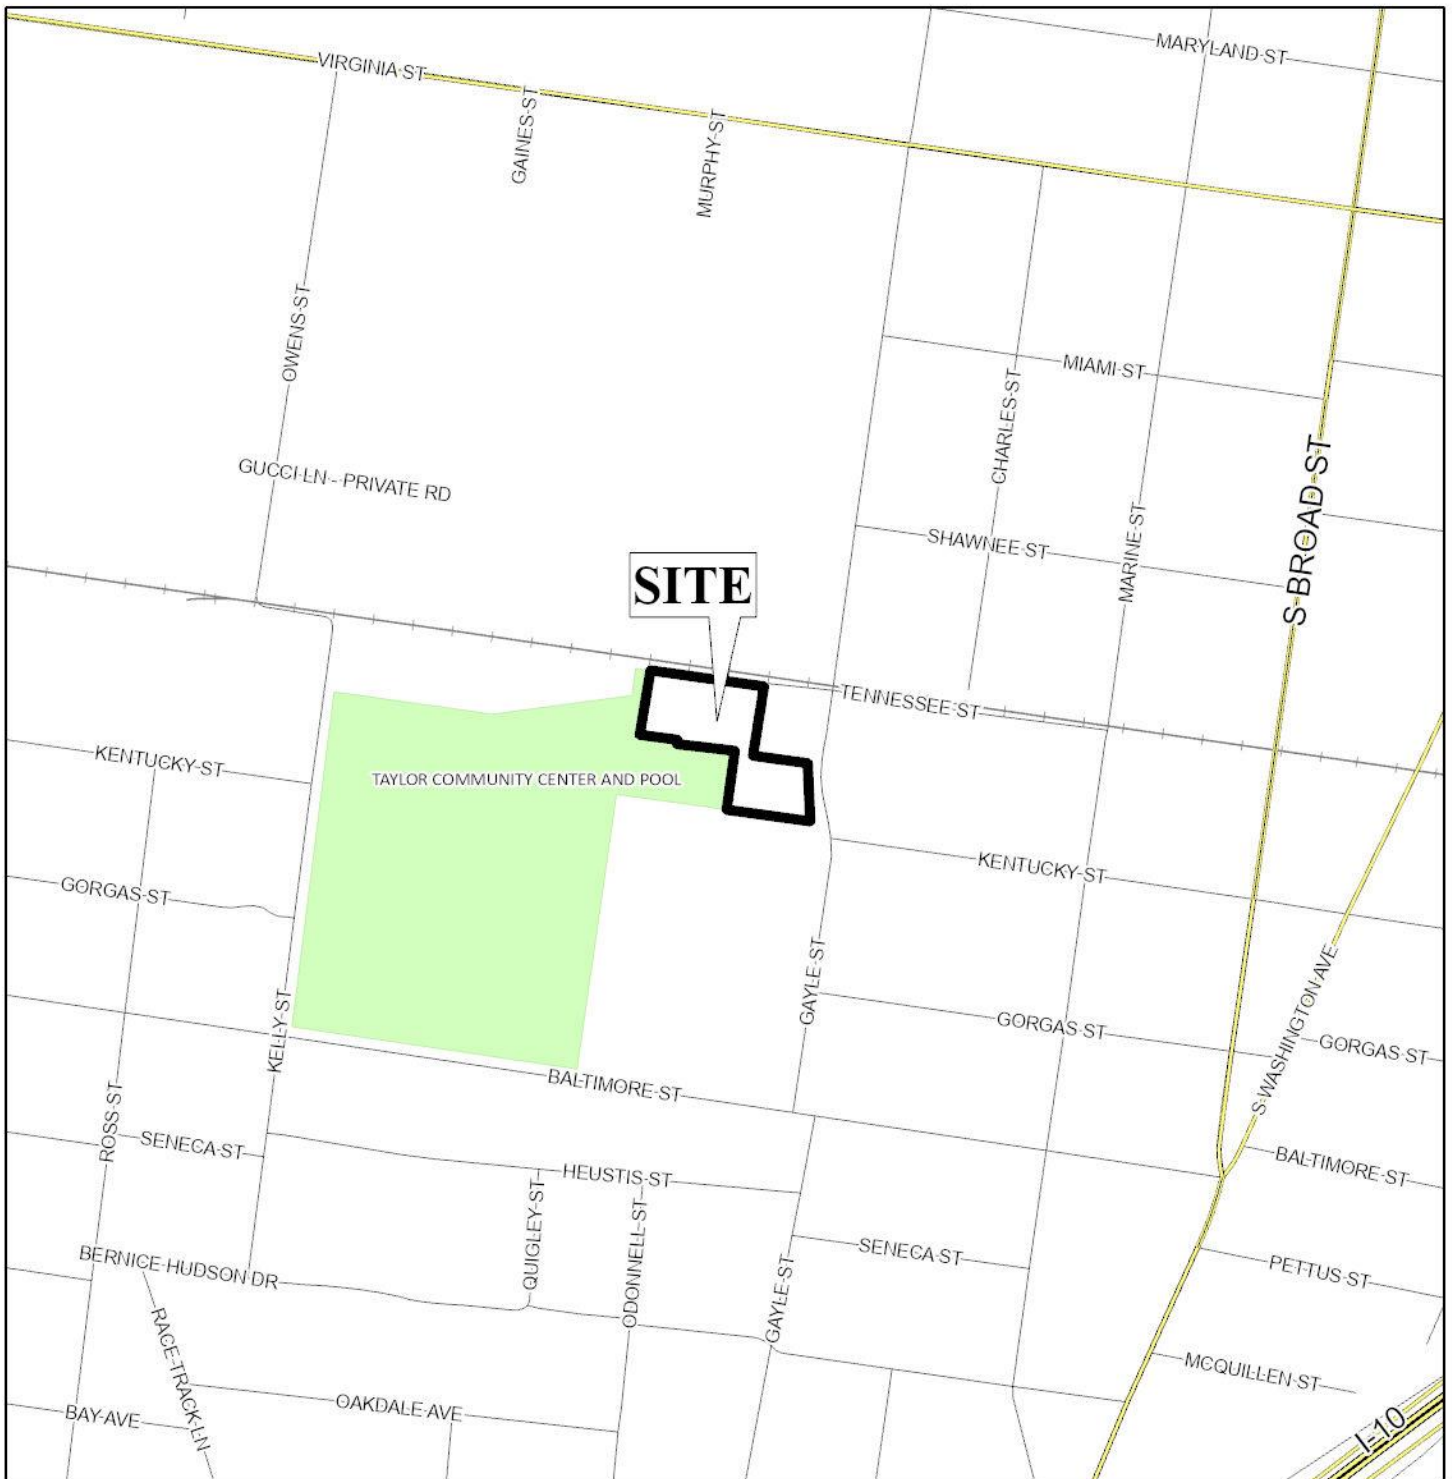 MARYLAND ST
VIRGINIA ST
GAINES ST
MURPHY ST
OWENS ST
MIAMI ST
CHARLES ST
S BROAD ST
GUCCI LN - PRIVATE RD
MARINE ST
SHAWNEE ST
SITE
TENNESSEE ST
KENTUCKY ST
TAYLOR COMMUNITY CENTER AND POOL
KENTUCKY ST
GORGAS ST
GAYLE ST
S WASHINGTON AVE
KELLY ST
GORGAS ST
GORGAS ST
BALTIMORE ST
ROSS ST
SENECA ST
HEUSTIS ST
BALTIMORE ST
QUIGLEY ST
ODONNELL ST
SENECA ST
BERNICE HUDSON DR
GAYLE ST
PETTUS ST
RACE TRACK LN
MCQUILLEN ST
OAKDALE AVE
BAY AVE
I-10